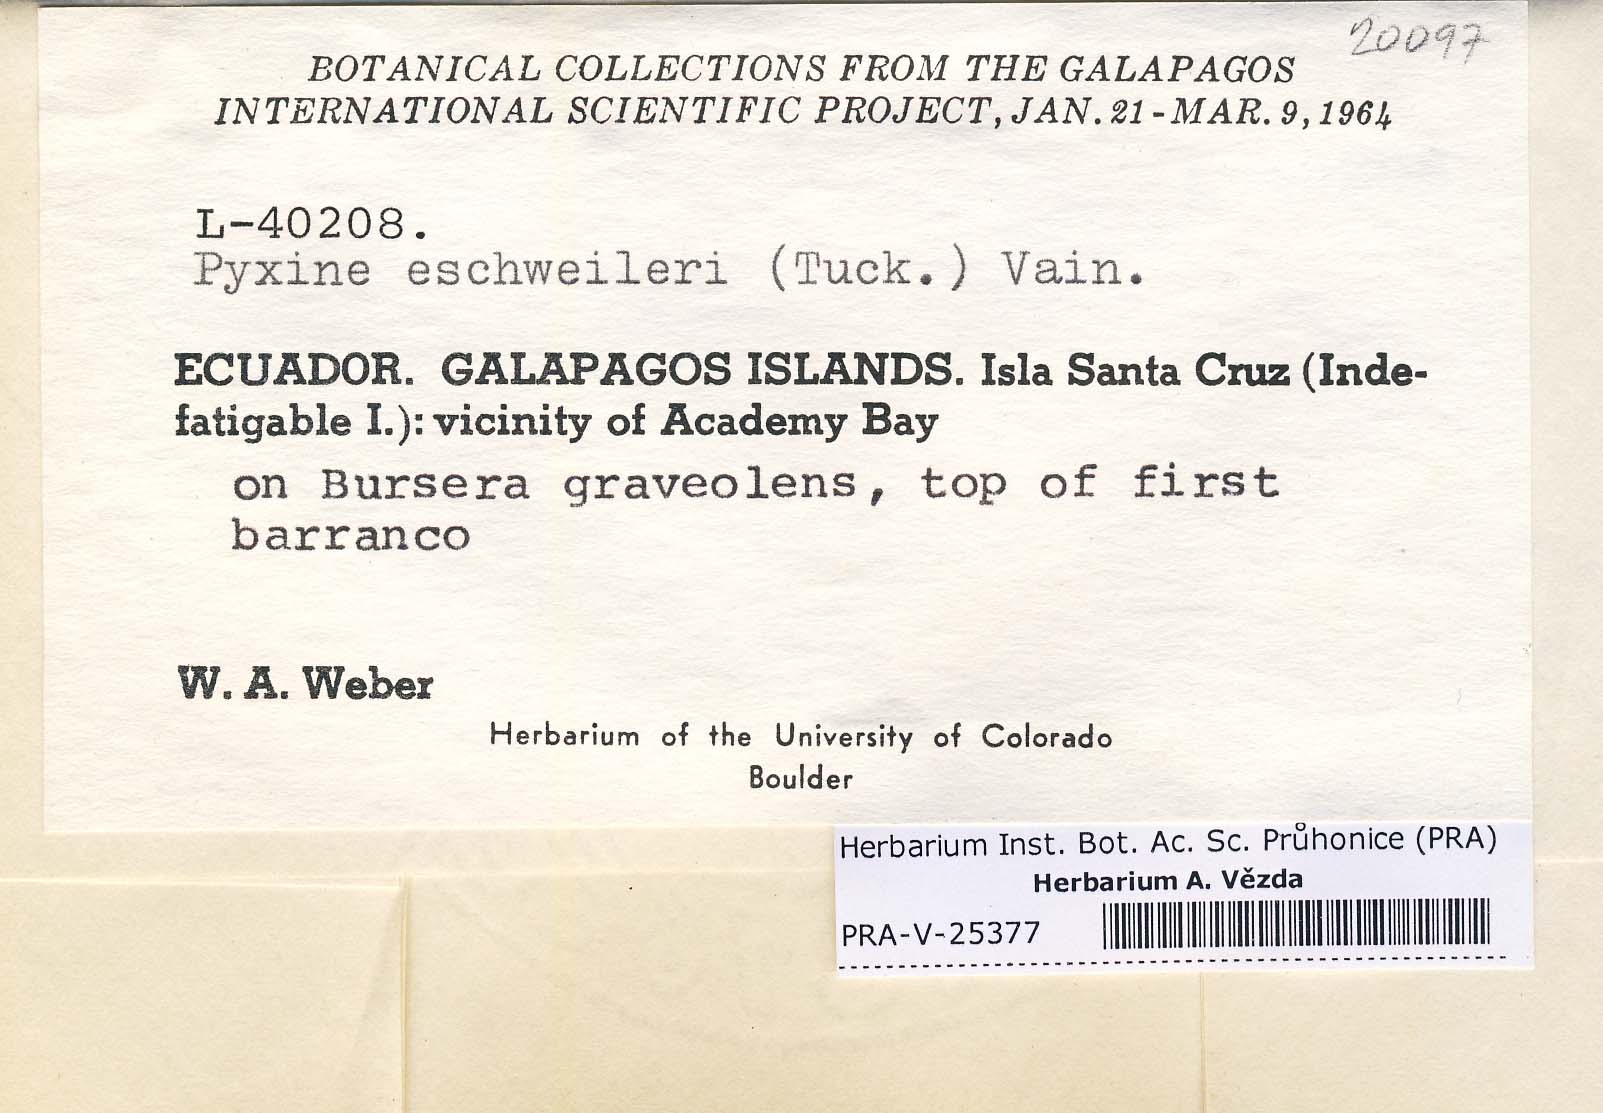 20097
BOTANICAL COLLECTIONS FROM THE GALAPAGOS
INTERNATIONAL SCIENTIFIC PROJECT, JAN. 21 - MAR. 9, 1964
L-40208.
Pyxine eschweileri (Tuck.) Vain.
ECUADOR. GALAPAGOS ISLANDS. Isla Santa Cruz (Inde-
fatigable I.): vicinity of Academy Bay
on Bursera graveolens, top of first
barranco
W. A. Weber
Herbarium of the University of Colorado
Boulder
Herbarium Inst. Bot. Ac. Sc. Průhonice (PRA)
Herbarium A. Vězda
PRA-V-25377